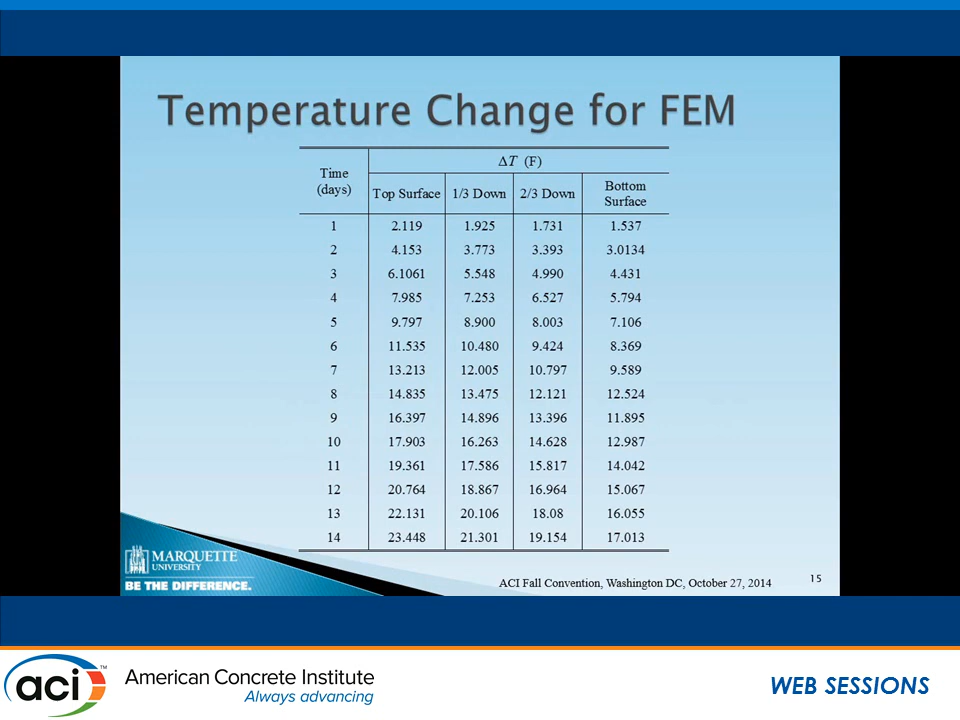 Temperature Change for FEM
Time (days) ΔT (F)
Top Surface 1/3 Down 2/3 Down Bottom Surface
1 2.119 1.925 1.731 1.537
2 4.153 3.773 3.393 3.0134
3 6.1061 5.548 4.990 4.431
4 7.985 7.253 6.527 5.794
5 9.797 8.900 8.003 7.106
6 11.535 10.480 9.424 8.369
7 13.213 12.005 10.797 9.589
8 14.835 13.475 12.121 12.524
9 16.397 14.896 13.396 11.895
10 17.903 16.263 14.628 12.987
11 19.361 17.586 15.817 14.042
12 20.764 18.867 16.964 15.067
13 22.131 20.106 18.08 16.055
14 23.448 21.301 19.154 17.013
MARQUETTE
UNIVERSITY
BE THE DIFFERENCE.
ACI Fall Convention, Washington DC, October 27, 2014
15
aci™
American Concrete Institute
Always advancing
WEB SESSIONS